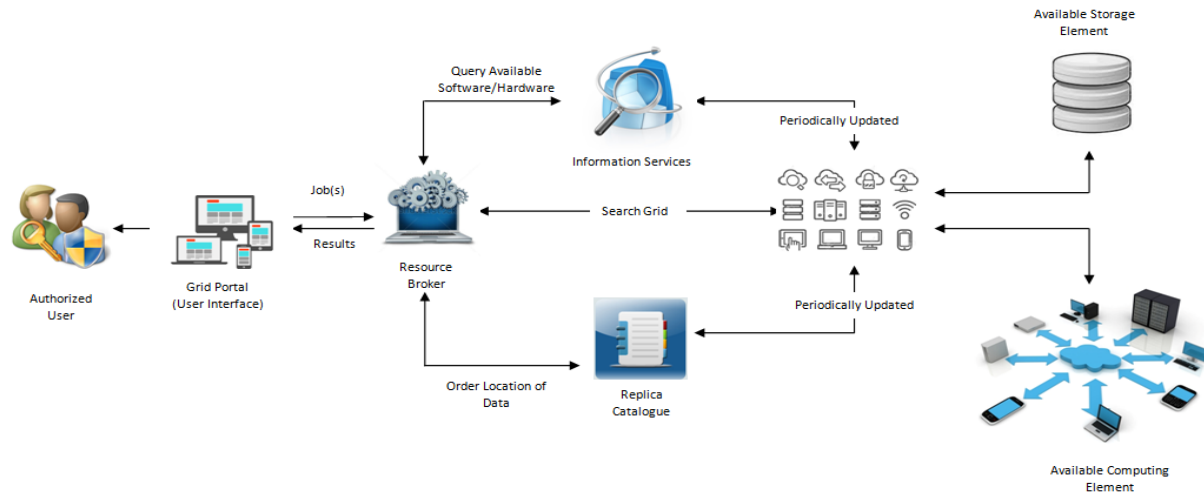 Available Storage
Element
Query Available
Software/Hardware
Periodically Updated
Information Services
Job(s)
Search Grid
Results
Resource
Broker
Grid Portal
(User Interface)
Authorized
User
Periodically Updated
Order Location of
Data
Replica
Catalogue
Available Computing
Element